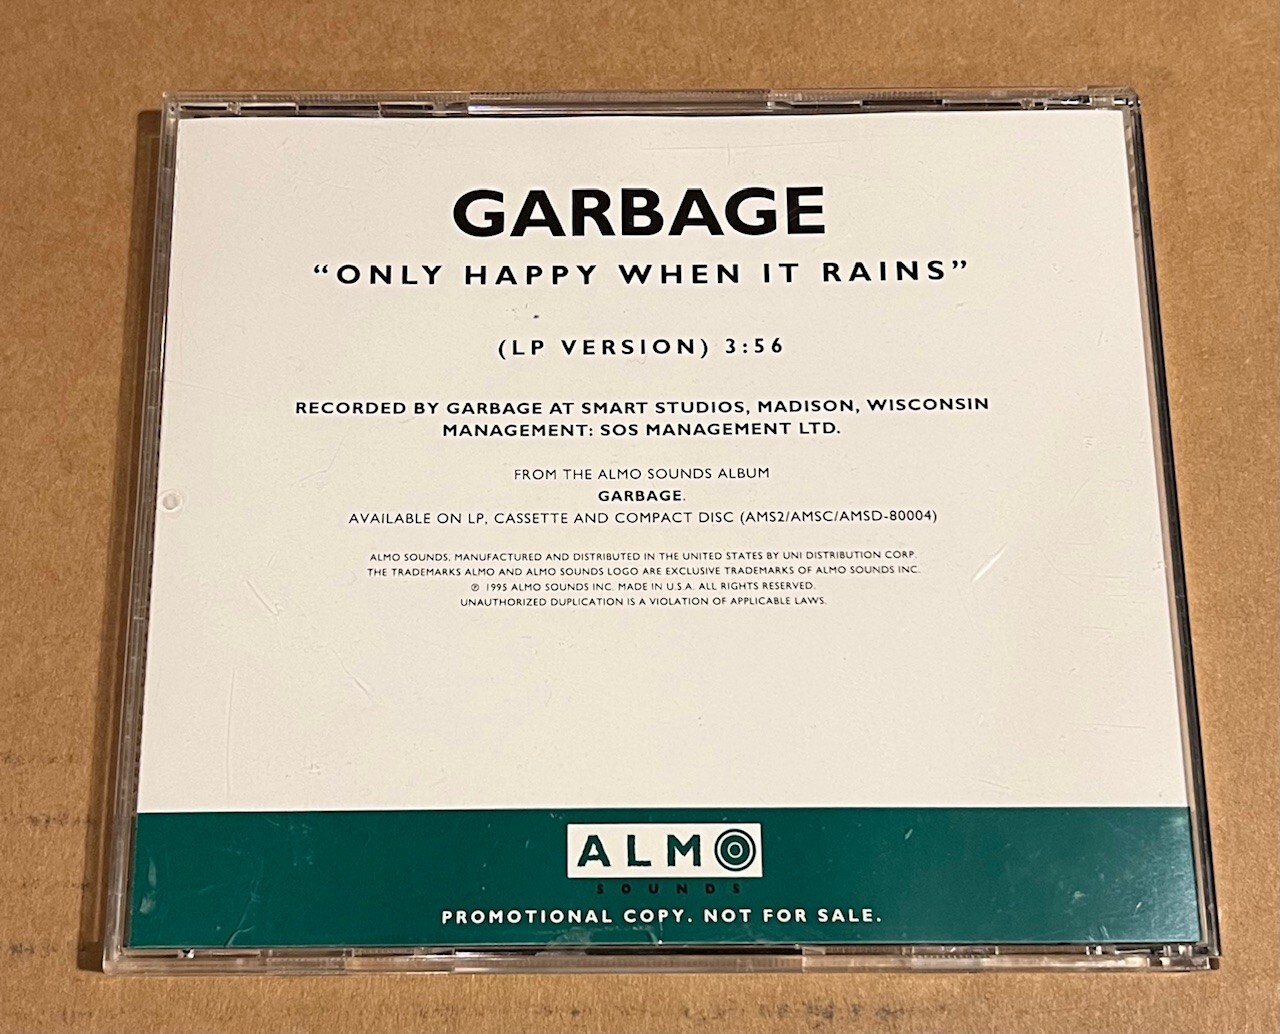 GARBAGE
“ONLY HAPPY WHEN IT RAINS”
(LP VERSION) 3:56
RECORDED BY GARBAGE AT SMART STUDIOS, MADISON, WISCONSIN
MANAGEMENT: SOS MANAGEMENT LTD.
FROM THE ALMO SOUNDS ALBUM
GARBAGE.
AVAILABLE ON LP, CASSETTE AND COMPACT DISC (AMS2/AMSC/AMSD-80004)
ALMO SOUNDS, MANUFACTURED AND DISTRIBUTED IN THE UNITED STATES BY UNI DISTRIBUTION CORP.
THE TRADEMARKS ALMO AND ALMO SOUNDS LOGO ARE EXCLUSIVE TRADEMARKS OF ALMO SOUNDS INC.
℗ 1995 ALMO SOUNDS INC. MADE IN U.S.A. ALL RIGHTS RESERVED.
UNAUTHORIZED DUPLICATION IS A VIOLATION OF APPLICABLE LAWS.
ALMO
SOUNDS
PROMOTIONAL COPY. NOT FOR SALE.